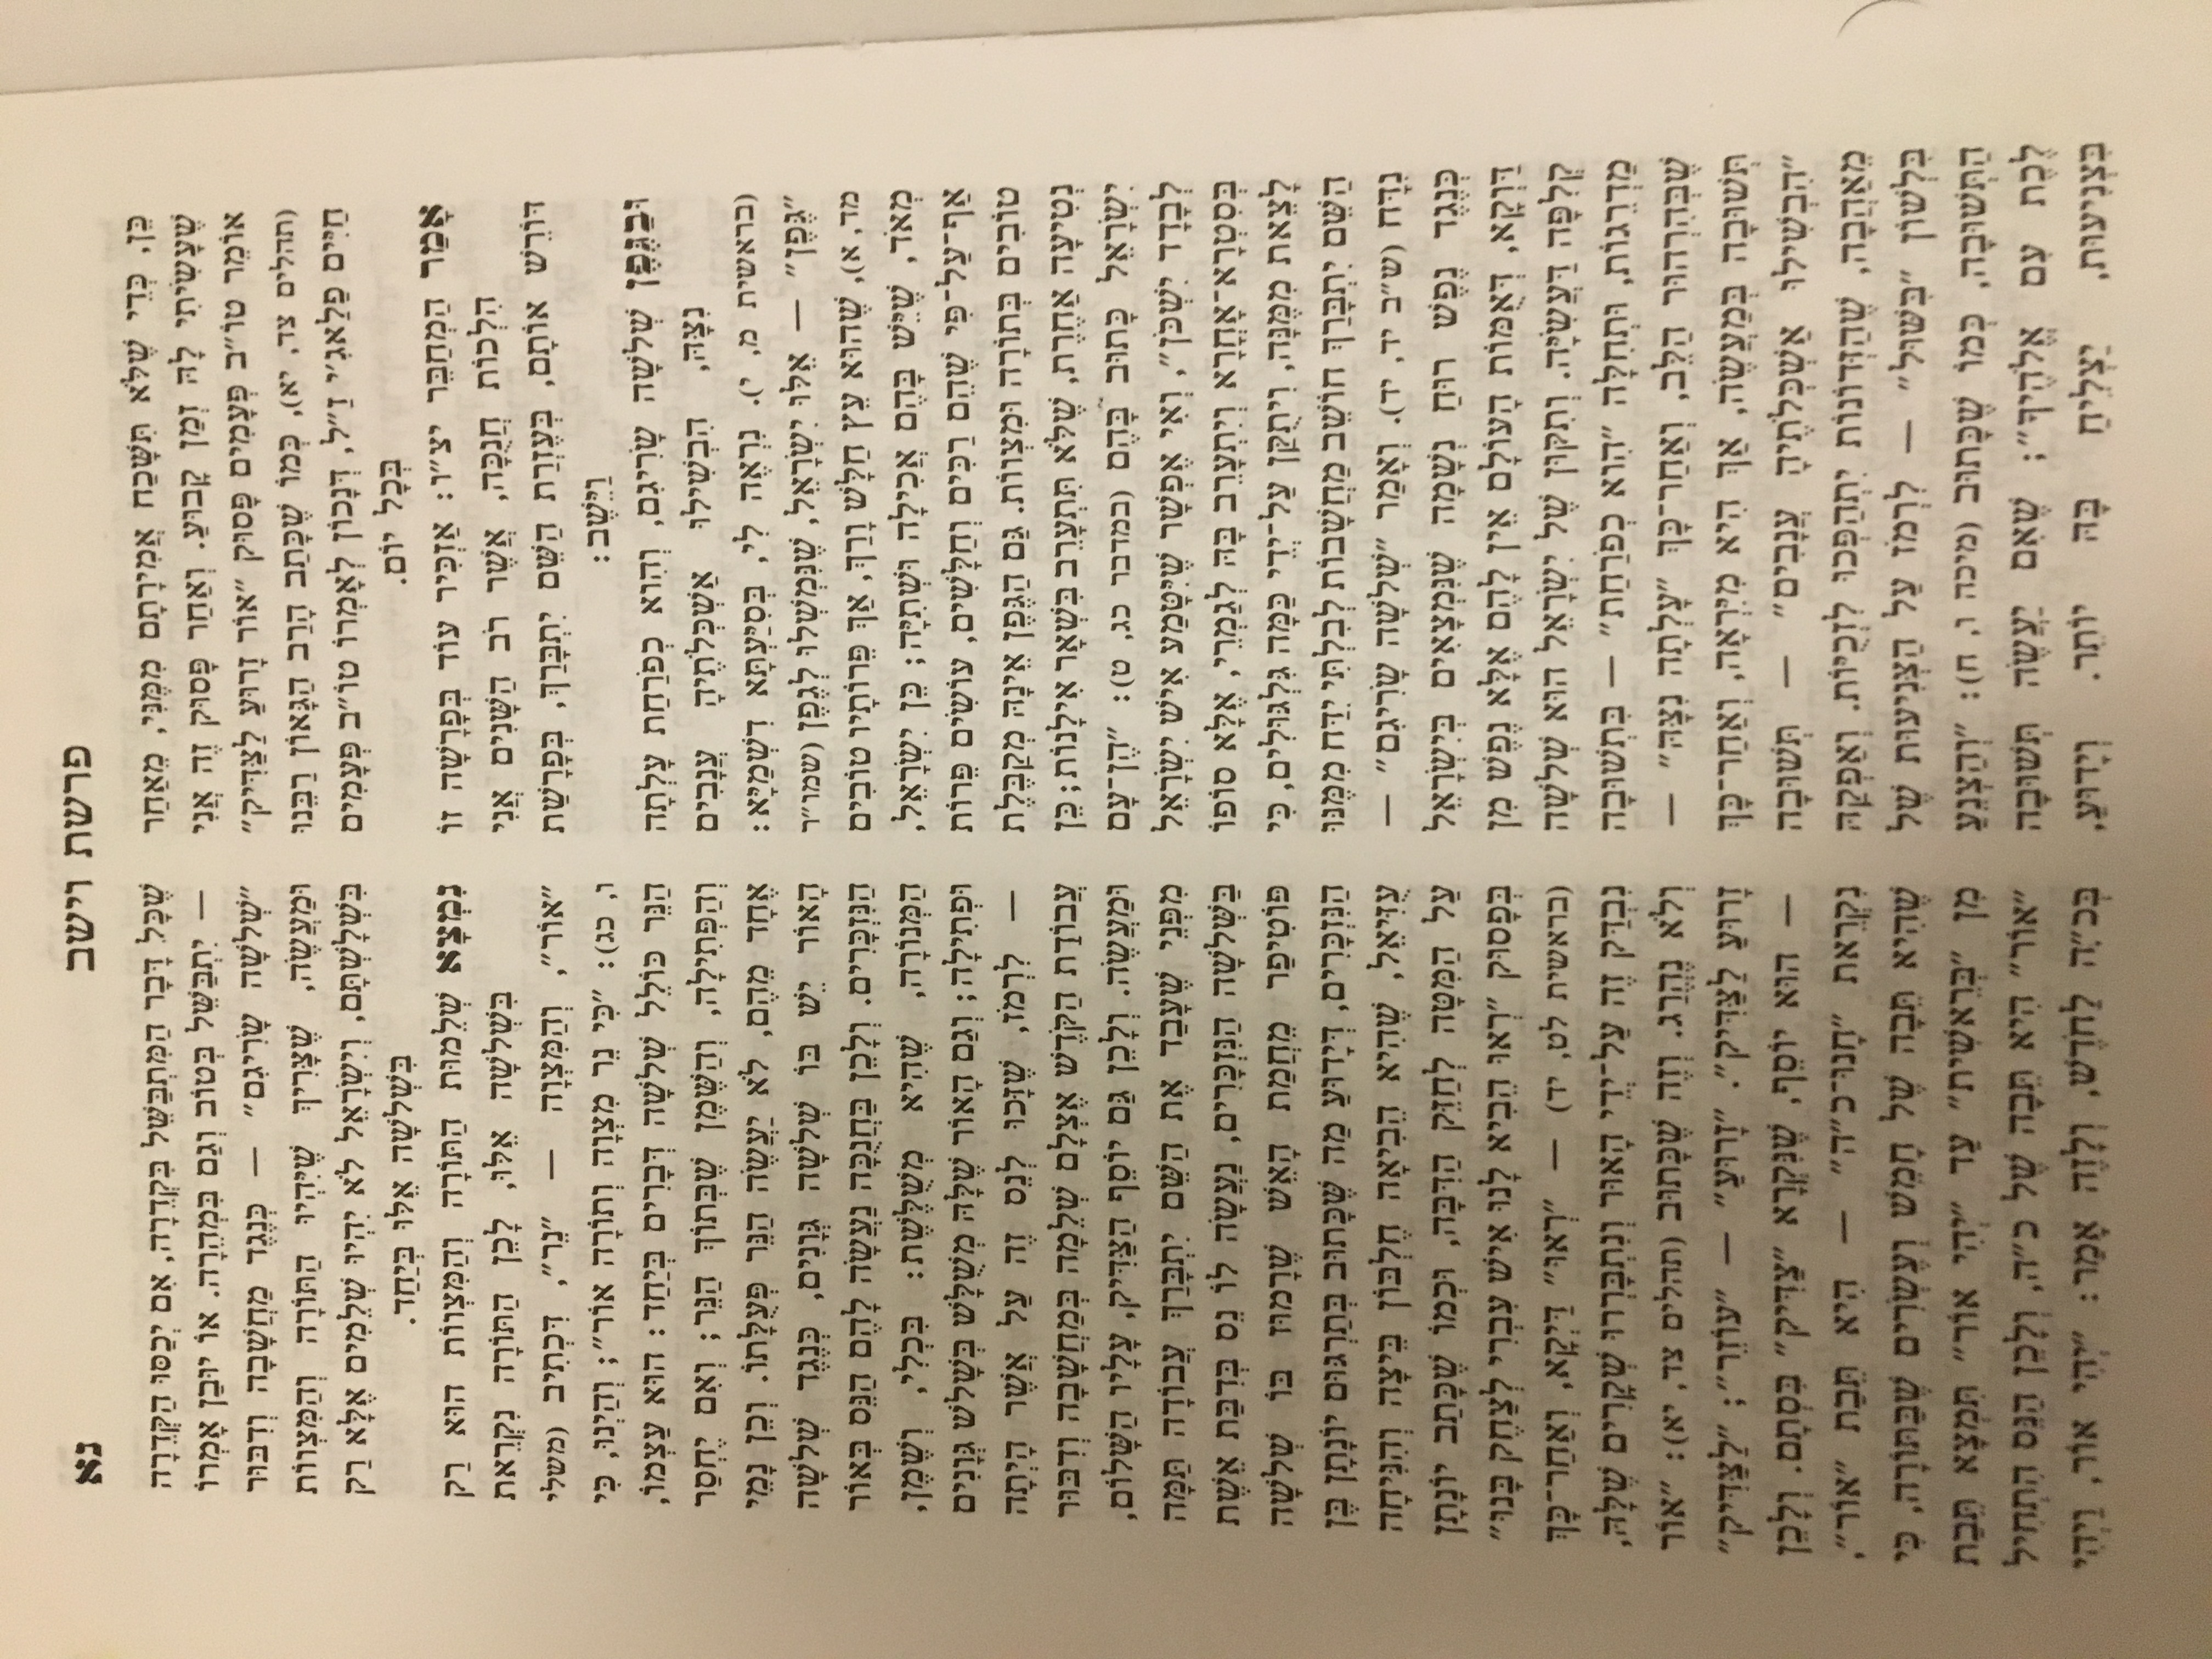 פרשת וישב
נא
כֵּן, כְּדֵי שֶׁלֹּא תִּשָּׁכַח אֲמִירָתָם מִמֶּנִּי, מֵאַחַר
שֶׁעָשִׂיתִי לָהּ זְמַן קָבוּעַ. וְאַחַר פָּסוּק זֶה אֲנִי
אוֹמֵר טו״ב פְּעָמִים פָּסוּק ״אוֹר זָרוּעַ לַצַּדִּיק״
(תהלים צד, יא), כְּמוֹ שֶׁכָּתַב הָרַב הַגָּאוֹן רַבֵּנוּ
חַיִּים פַלַאגִ׳י זַ״ל, דְּנָכוֹן לְאָמְרוֹ טוֹ״ב פְּעָמִים
בְּכָל יוֹם.
אָמַר הַמְחַבֵּר יצ״ו: אַזְכִּיר עוֹד בְּפָרָשָׁה זוֹ
הִלְכוֹת חֲנֻכָּה, אֲשֶׁר רֹב הַשָּׁנִים אֲנִי
דּוֹרֵשׁ אוֹתָם, בְּעֶזְרַת הַשֵּׁם יִתְבָּרַךְ, בְּפָרָשַׁת
וַיֵּשֶׁב:
וּבַגֶּפֶן שְׁלֹשָׁה שָׂרִיגִם, וְהִוא כְפֹרַחַת עָלְתָה
נִצָּהּ, הִבְשִׁילוּ אַשְׁכְּלֹתֶיהָ עֲנָבִים
(בראשית מ, י). נִרְאֶה לִי, בְּסִיַּעְתָּא דִשְׁמַיָּא:
״גֶּפֶן״ — אֵלּוּ יִשְׂרָאֵל, שֶׁנִּמְשְׁלוּ לְגֶפֶן (שמו״ר
מד, א), שֶׁהוּא עֵץ חַלָּשׁ וָרַךְ, אַךְ פֵּרוֹתָיו טוֹבִים
מְאֹד, שֶׁיֵּשׁ בָּהֶם אֲכִילָה וּשְׁתִיָּה; כֵּן יִשְׂרָאֵל,
אַף־עַל־פִּי שֶׁהֵם רַכִּים וְחַלָּשִׁים, עוֹשִׂים פֵּרוֹת
טוֹבִים בְּתוֹרָה וּמִצְווֹת. גַּם הַגֶּפֶן אֵינָהּ מְקַבֶּלֶת
נְטִיעָה אַחֶרֶת, שֶׁלֹּא תִּתְעָרֵב בִּשְׁאָר אִילָנוֹת; כֵּן
יִשְׂרָאֵל כָּתוּב בָּהֶם (במדבר כג, ט): ״הֶן־עָם
לְבָדָד יִשְׁכֹּן״, וְאִי אֶפְשָׁר שֶׁיִּטָּמַע אִישׁ יִשְׂרָאֵל
בְּסִטְרָא־אָחֳרָא וְיִתְעָרֵב בָּהּ לְגַמְרֵי, אֶלָּא סוֹפוֹ
לָצֵאת מִמֶּנָּה, וִיתֻקַּן עַל־יְדֵי כַּמָּה גִּלְגּוּלִים, כִּי
הַשֵּׁם יִתְבָּרַךְ חוֹשֵׁב מַחֲשָׁבוֹת לְבִלְתִּי יִדַּח מִמֶּנּוּ
נִדָּח (ש״ב יד, יד). וְאָמַר ״שְׁלֹשָׁה שָׂרִיגִם״ —
כְּנֶגֶד נֶפֶשׁ רוּחַ נְשָׁמָה שֶׁנִּמְצָאִים בְּיִשְׂרָאֵל
דַּוְקָא, דְּאֻמּוֹת הָעוֹלָם אֵין לָהֶם אֶלָּא נֶפֶשׁ מִן
קְלִפָּה דַּעֲשִׂיָּה. וְתִקּוּן שֶׁל יִשְׂרָאֵל הוּא שְׁלֹשָׁה
מַדְרֵגוֹת, וּתְחִלָּה ״הִוא כְפֹרַחַת״ — בִּתְשׁוּבָה
שֶׁבְּהִרְהוּר הַלֵּב, וְאַחַר־כָּךְ ״עָלְתָה נִצָּהּ״ —
תְּשׁוּבָה בְּמַעֲשֶׂה, אַךְ הִיא מִיִּרְאָה, וְאַחַר־כָּךְ
״הִבְשִׁילוּ אַשְׁכְּלֹתֶיהָ עֲנָבִים״ — תְּשׁוּבָה
מֵאַהֲבָה, שֶׁהַזְּדוֹנוֹת יִתְהַפְּכוּ לִזְכֻיּוֹת. וְאַפְקַהּ
בִּלְשׁוֹן ״בִּשּׁוּל״ — לִרְמֹז עַל הַצְּנִיעוּת שֶׁל
הַתְּשׁוּבָה, כְּמוֹ שֶׁכָּתוּב (מיכה ו, ח): ״וְהַצְנֵעַ
לֶכֶת עִם אֱלֹהֶיךָ״; שֶׁאִם יַעֲשֶׂה תְּשׁוּבָה
בִּצְנִיעוּת, יַצְלִיחַ בָּהּ יוֹתֵר. וְיָדוּעַ,
שֶׁכָּל דָּבָר הַמִּתְבַּשֵּׁל בִּקְדֵרָה, אִם יְכַסּוּ הַקְּדֵרָה
— יִתְבַּשֵּׁל בְּטוֹב וְגַם בִּמְהֵרָה. אוֹ יוּבַן אָמְרוֹ
״שְׁלֹשָׁה שָׂרִיגִם״ — כְּנֶגֶד מַחֲשָׁבָה וְדִבּוּר
וּמַעֲשֶׂה, שֶׁצָּרִיךְ שֶׁיִּהְיוּ הַתּוֹרָה וְהַמִּצְווֹת
בִּשְׁלָשְׁתָּם, וְיִשְׂרָאֵל לֹא יִהְיוּ שְׁלֵמִים אֶלָּא רַק
בִּשְׁלֹשָׁה אֵלּוּ בְּיַחַד.
נִמְצָא שְׁלֵמוּת הַתּוֹרָה וְהַמִּצְווֹת הוּא רַק
בִּשְׁלֹשָׁה אֵלּוּ, לָכֵן הַתּוֹרָה נִקְרֵאת
״אוֹר״, וְהַמִּצְוָה — ״נֵר״, דִּכְתִיב (משלי
ו, כג): ״כִּי נֵר מִצְוָה וְתוֹרָה אוֹר״; וְהַיְנוּ, כִּי
הַנֵּר כּוֹלֵל שְׁלֹשָׁה דְּבָרִים בְּיַחַד: הוּא עַצְמוֹ,
וְהַפְּתִילָה, וְהַשֶּׁמֶן שֶׁבְּתוֹךְ הַנֵּר; וְאִם יֶחְסַר
אֶחָד מֵהֶם, לֹא יַעֲשֶׂה הַנֵּר פְּעֻלָּתוֹ. וְכֵן נָמֵי
הָאוֹר יֵשׁ בּוֹ שְׁלֹשָׁה גְּוָנִים, כְּנֶגֶד שְׁלֹשָׁה
הַנִּזְכָּרִים. וְלָכֵן בַּחֲנֻכָּה נַעֲשָׂה לָהֶם הַנֵּס בְּאוֹר
הַמְּנוֹרָה, שֶׁהִיא מְשֻׁלֶּשֶׁת: בִּכְלִי, וְשֶׁמֶן,
וּפְתִילָה; וְגַם הָאוֹר שֶׁלָּהּ מְשֻׁלָּשׁ בְּשָׁלֹשׁ גְּוָנִים
— לִרְמֹז, שֶׁזָּכוּ לְנֵס זֶה עַל אֲשֶׁר הָיְתָה
עֲבוֹדַת הַקֹּדֶשׁ אֶצְלָם שְׁלֵמָה בְּמַחֲשָׁבָה וְדִבּוּר
וּמַעֲשֶׂה. וְלָכֵן גַּם יוֹסֵף הַצַּדִּיק, עָלָיו הַשָּׁלוֹם,
מִפְּנֵי שֶׁעָבַד אֶת הַשֵּׁם יִתְבָּרַךְ עֲבוֹדָה תַּמָּה
בַּשְּׁלֹשָׁה הַנִּזְכָּרִים, נַעֲשָׂה לוֹ נֵס בְּדִבַּת אֵשֶׁת
פּוֹטִיפַר מֵחֲמַת הָאֵשׁ שֶׁרָמוּז בּוֹ שְׁלֹשָׁה
הַנִּזְכָּרִים, דְּיָדוּעַ מַה שֶּׁכָּתוּב בְּתַרְגּוּם יוֹנָתָן בֶּן
עֻזִּיאֵל, שֶׁהִיא הֵבִיאָה חֶלְבּוֹן בֵּיצָה וְהִנִּיחָה
עַל הַמִּטָּה לְחַזֵּק הַדִּבָּה, וּכְמוֹ שֶׁכָּתַב יוֹנָתָן
בְּפָסוּק ״רְאוּ הֵבִיא לָנוּ אִישׁ עִבְרִי לְצַחֶק בָּנוּ״
(בראשית לט, יד) — ״רְאוּ״ דַּיְקָא, וְאַחַר־כָּךְ
נִבְדַּק זֶה עַל־יְדֵי הָאוּר וְנִתְבָּרְרוּ שְׁקָרִים שֶׁלָּהּ,
וְלֹא נֶהֱרַג. וְזֶה שֶׁכָּתוּב (תהלים צד, יא): ״אוֹר
זָרוּעַ לַצַּדִּיק״. ״זָרוּעַ״ — ״עוֹזֵר״; ״לַצַּדִּיק״
— הוּא יוֹסֵף, שֶׁנִּקְרָא ״צַדִּיק״ בִּסְתָם. וְלָכֵן
נִקְרֵאת ״חָנוּ־כ״ה״ — הִיא תֵּבַת ״אוֹר״,
שֶׁהִיא תֵּבָה שֶׁל חָמֵשׁ וְעֶשְׂרִים שֶׁבַּתּוֹרָה, כִּי
מִן ״בְּרֵאשִׁית״ עַד ״יְהִי אוֹר״ תִּמְצָא תֵּבַת
״אוֹר״ הִיא תֵּבָה שֶׁל כ״ה, וְלָכֵן הַנֵּס הִתְחִיל
בְּכ״ה לַחֹדֶשׁ, וְלָזֶה אָמַר: ״יְהִי אוֹר, וַיְהִי